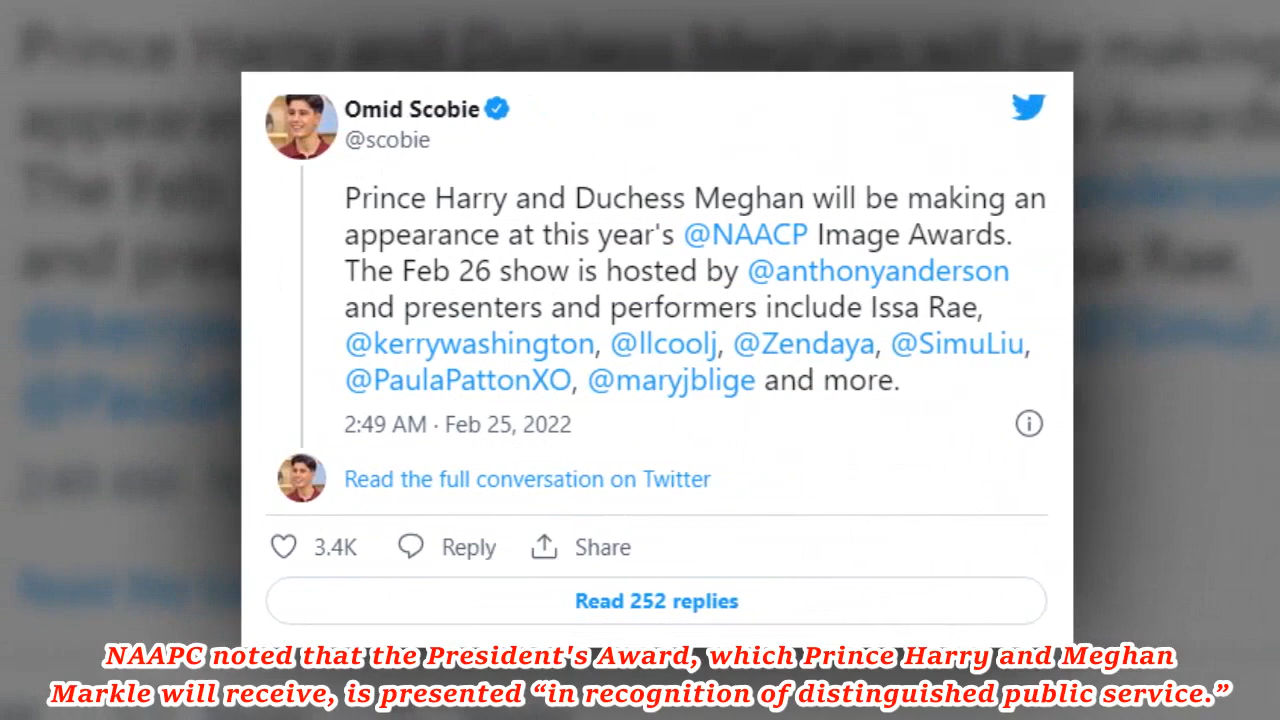 Omid Scobie
@scobie
Prince Harry and Duchess Meghan will be making an
appearance at this year's @NAACP Image Awards.
The Feb 26 show is hosted by @anthonyanderson
and presenters and performers include Issa Rae,
@kerrywashington, @llcoolj, @Zendaya, @SimuLiu,
@PaulaPattonXO, @maryjblige and more.
2:49 AM · Feb 25, 2022
Read the full conversation on Twitter
3.4K Reply Share
Read 252 replies
NAAPC noted that the President's Award, which Prince Harry and Meghan
Markle will receive, is presented “in recognition of distinguished public service.”